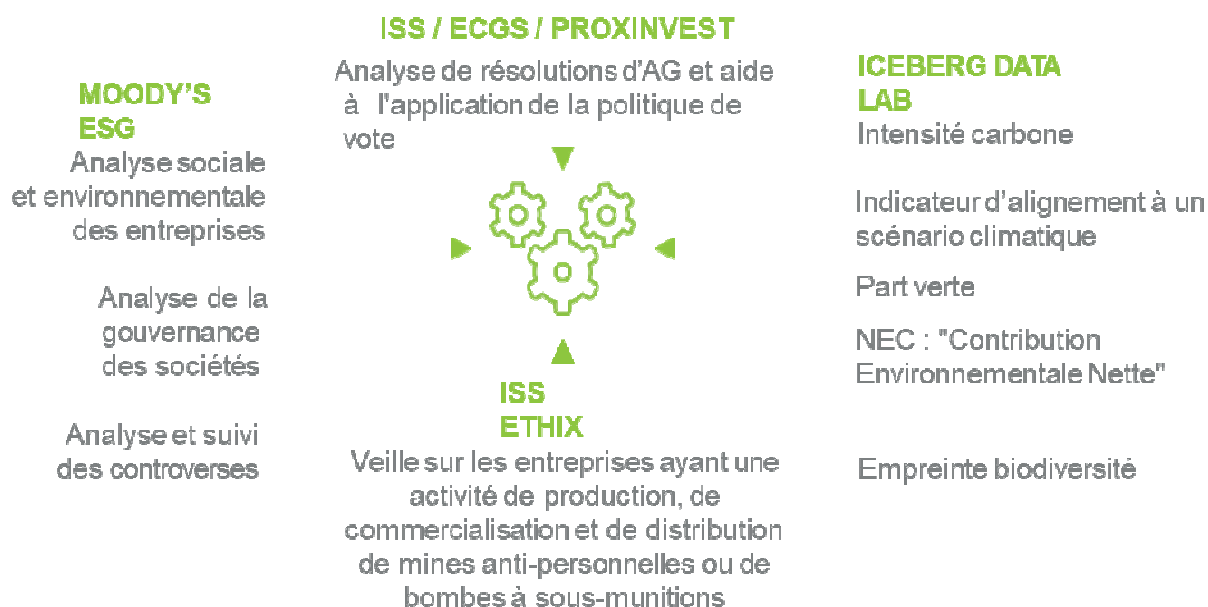 ISS / ECGS / PROXINVEST
Analyse de résolutions d'AG et aide
à l'application de la politique de
vote
MOODY'S
ESG
Analyse sociale
et environnementale
des entreprises
Analyse de la
gouvernance
des sociétés
Analyse et suivi
des controverses
ICEBERG DATA
LAB
Intensité carbone
Indicateur d'alignement à un
scénario climatique
Part verte
NEC : "Contribution
Environnementale Nette"
Empreinte biodiversité
ISS
ETHIX
Veille sur les entreprises ayant une
activité de production, de
commercialisation et de distribution
de mines anti-personnelles ou de
bombes à sous-munitions